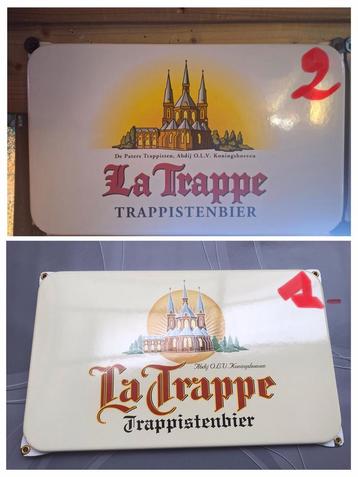 2
De Paters Trappisten, Abdij O.L.V. Koningshoeven
La Trappe
TRAPPISTENBIER
1
Abdij O.L.V. Koningshoeven
La Trappe
Trappistenbier